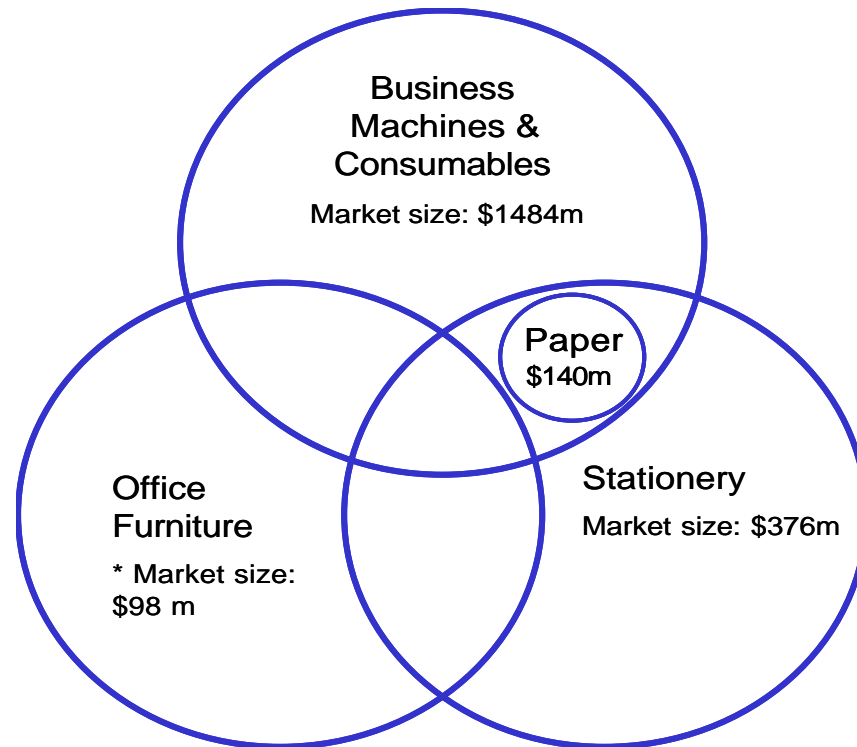 Business
Machines &
Consumables
Market size: $1484m
Paper
$140m
Office
Furniture
* Market size:
$98 m
Stationery
Market size: $376m